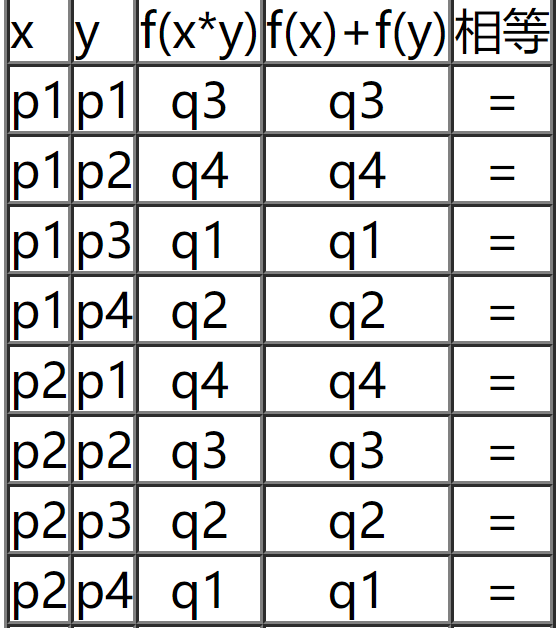 x y f(x*y) f(x)+f(y) 相等
p1 p1 q3 q3 =
p1 p2 q4 q4 =
p1 p3 q1 q1 =
p1 p4 q2 q2 =
p2 p1 q4 q4 =
p2 p2 q3 q3 =
p2 p3 q2 q2 =
p2 p4 q1 q1 =